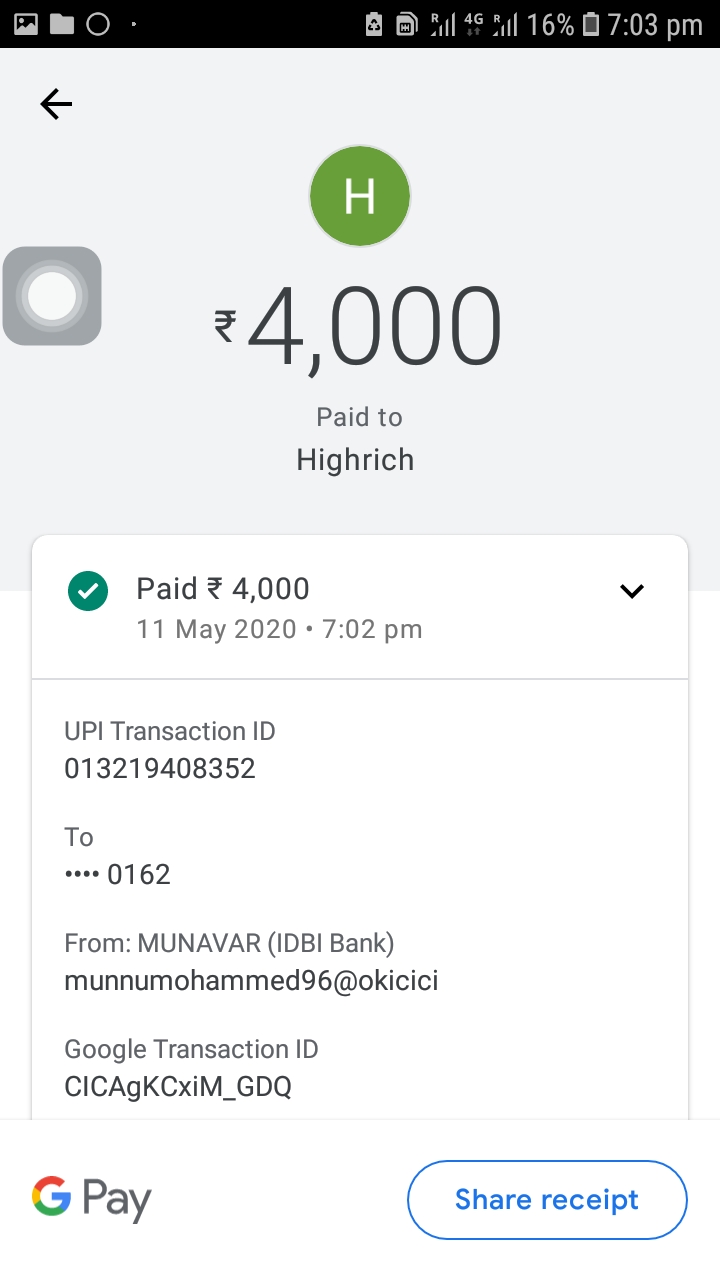 R 4G R 16% 7:03 pm
H
₹4,000
Paid to
Highrich
Paid ₹ 4,000
11 May 2020 • 7:02 pm
UPI Transaction ID
013219408352
To
•••• 0162
From: MUNAVAR (IDBI Bank)
munnumohammed96@okicici
Google Transaction ID
CICAgKCxiM_GDQ
G Pay
Share receipt